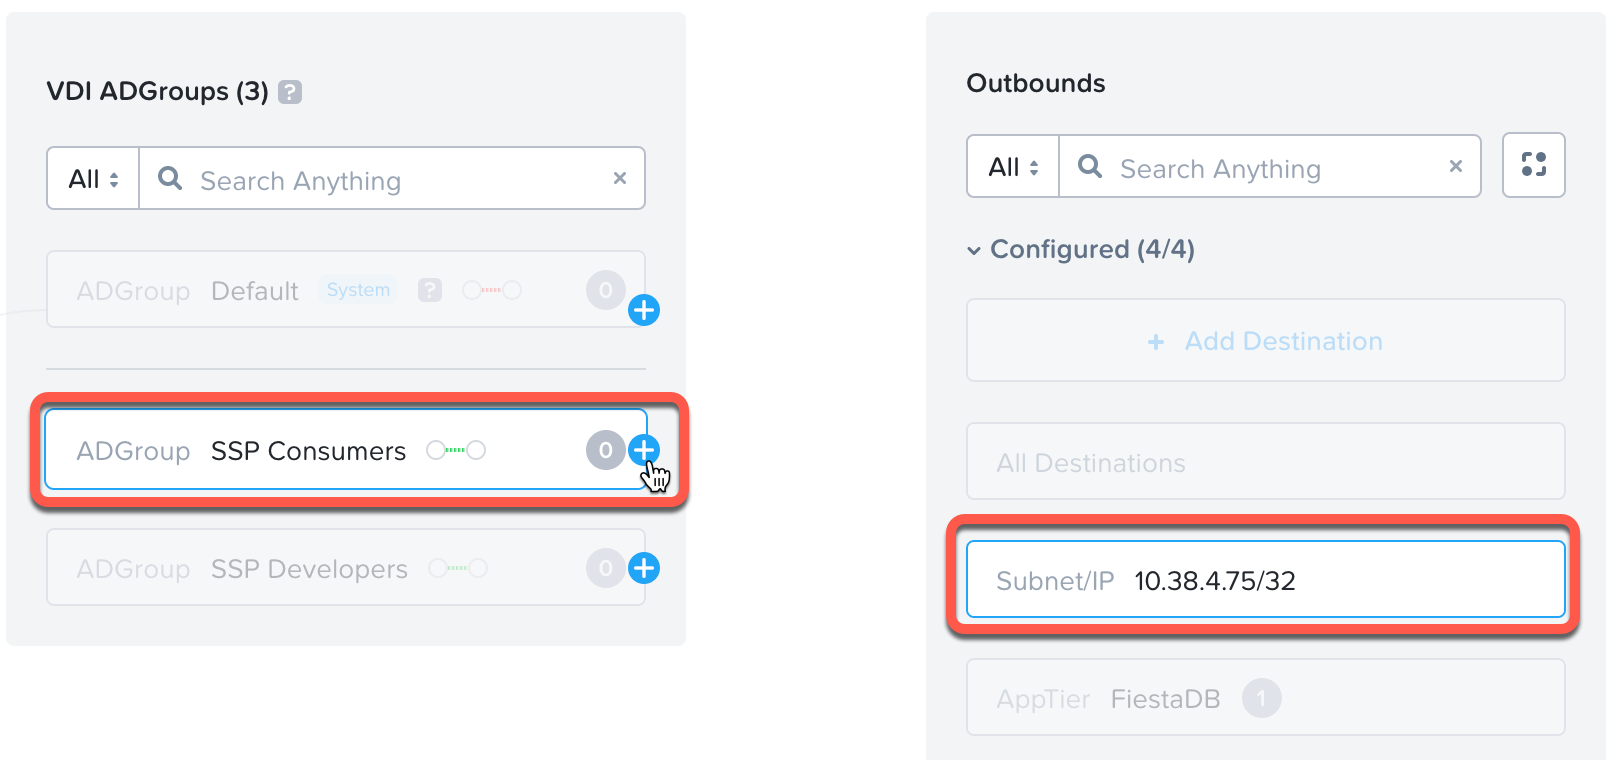 VDI ADGroups (3) ?
All Search Anything ×
ADGroup Default System ? 0
ADGroup SSP Consumers 0
ADGroup SSP Developers 0
Outbounds
All Search Anything ×
Configured (4/4)
+ Add Destination
All Destinations
Subnet/IP 10.38.4.75/32
AppTier FiestaDB 1